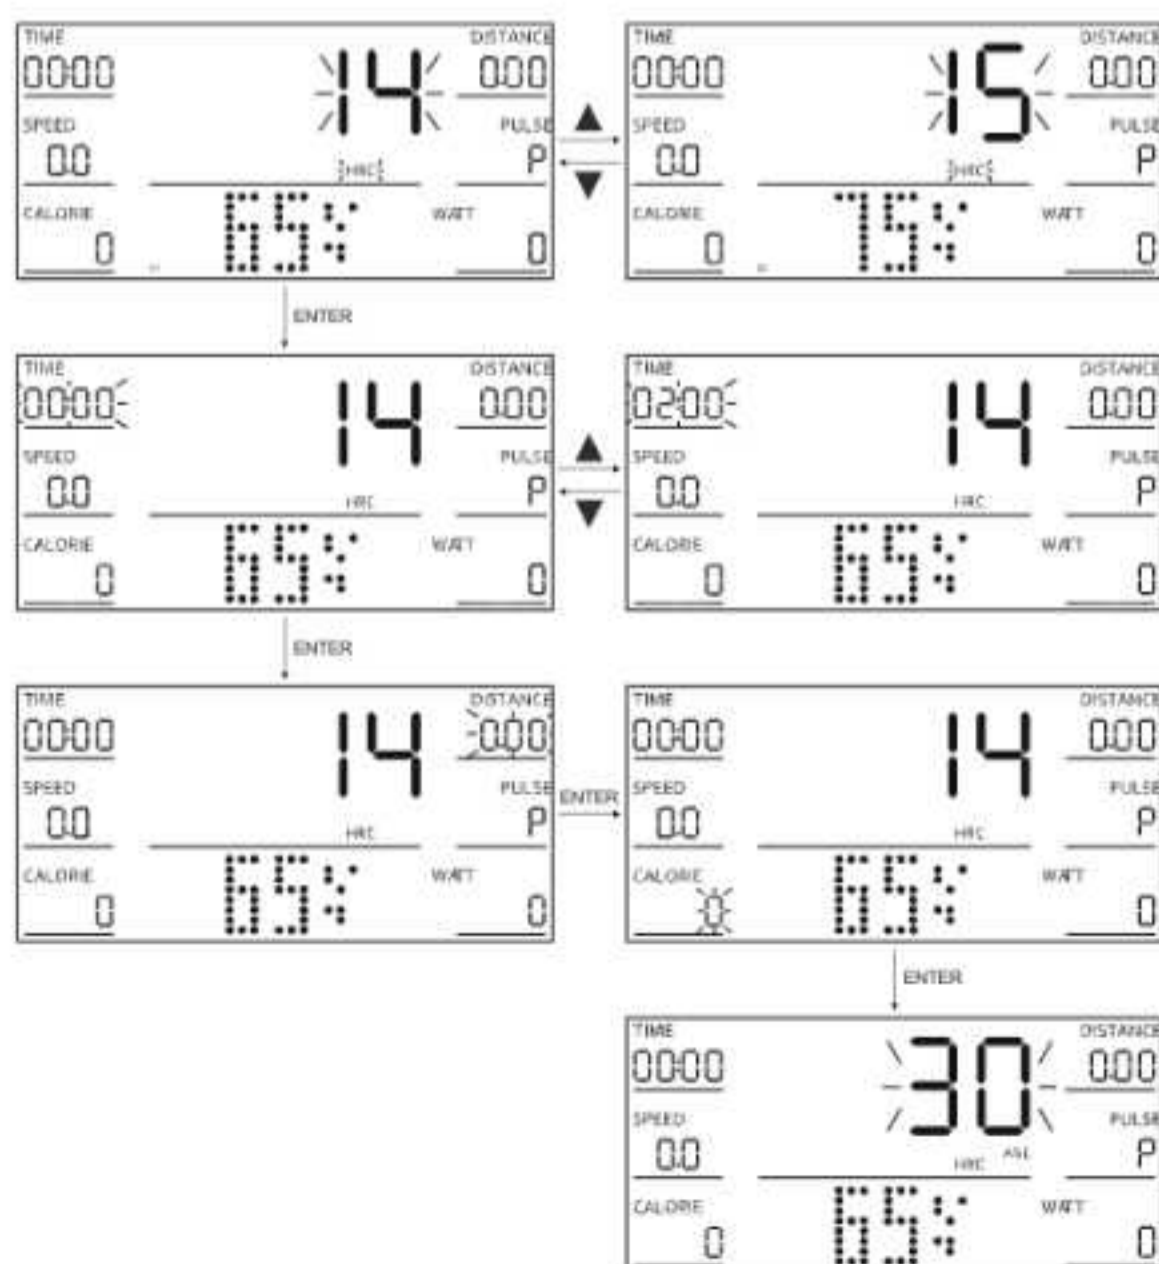 TIME 14 DISTANCE
00:00 0.00
SPEED PULSE
0.0 P
HRC
CALORIE 65% WATT
0 0
TIME 15 DISTANCE
00:00 0.00
SPEED PULSE
0.0 P
HRC
CALORIE 75% WATT
0 0
ENTER
TIME 14 DISTANCE
00:00 0.00
SPEED PULSE
0.0 P
HRC
CALORIE 65% WATT
0 0
TIME 14 DISTANCE
02:00 0.00
SPEED PULSE
0.0 P
HRC
CALORIE 65% WATT
0 0
ENTER
TIME 14 DISTANCE
00:00 0.00
SPEED PULSE
0.0 P
HRC
CALORIE 65% WATT
0 0
ENTER
TIME 14 DISTANCE
00:00 0.00
SPEED PULSE
0.0 P
HRC
CALORIE 65% WATT
0 0
ENTER
TIME 30 DISTANCE
00:00 0.00
SPEED PULSE
0.0 P
HRC AGE
CALORIE 65% WATT
0 0